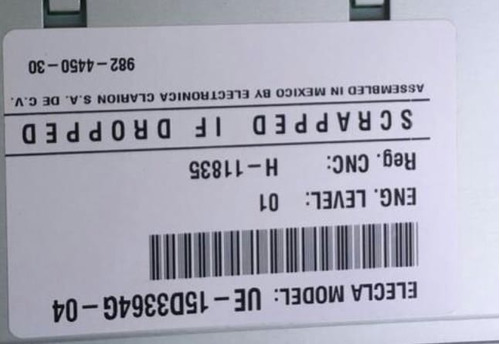 ELECLA MODEL: UE-15D3364G-04
ENG. LEVEL: 01
Reg. CNC: H-11835
SCRAPPED IF DROPPED
ASSEMBLED IN MEXICO BY ELECTRONICA CLARION S.A. DE C.V.
982-4450-30